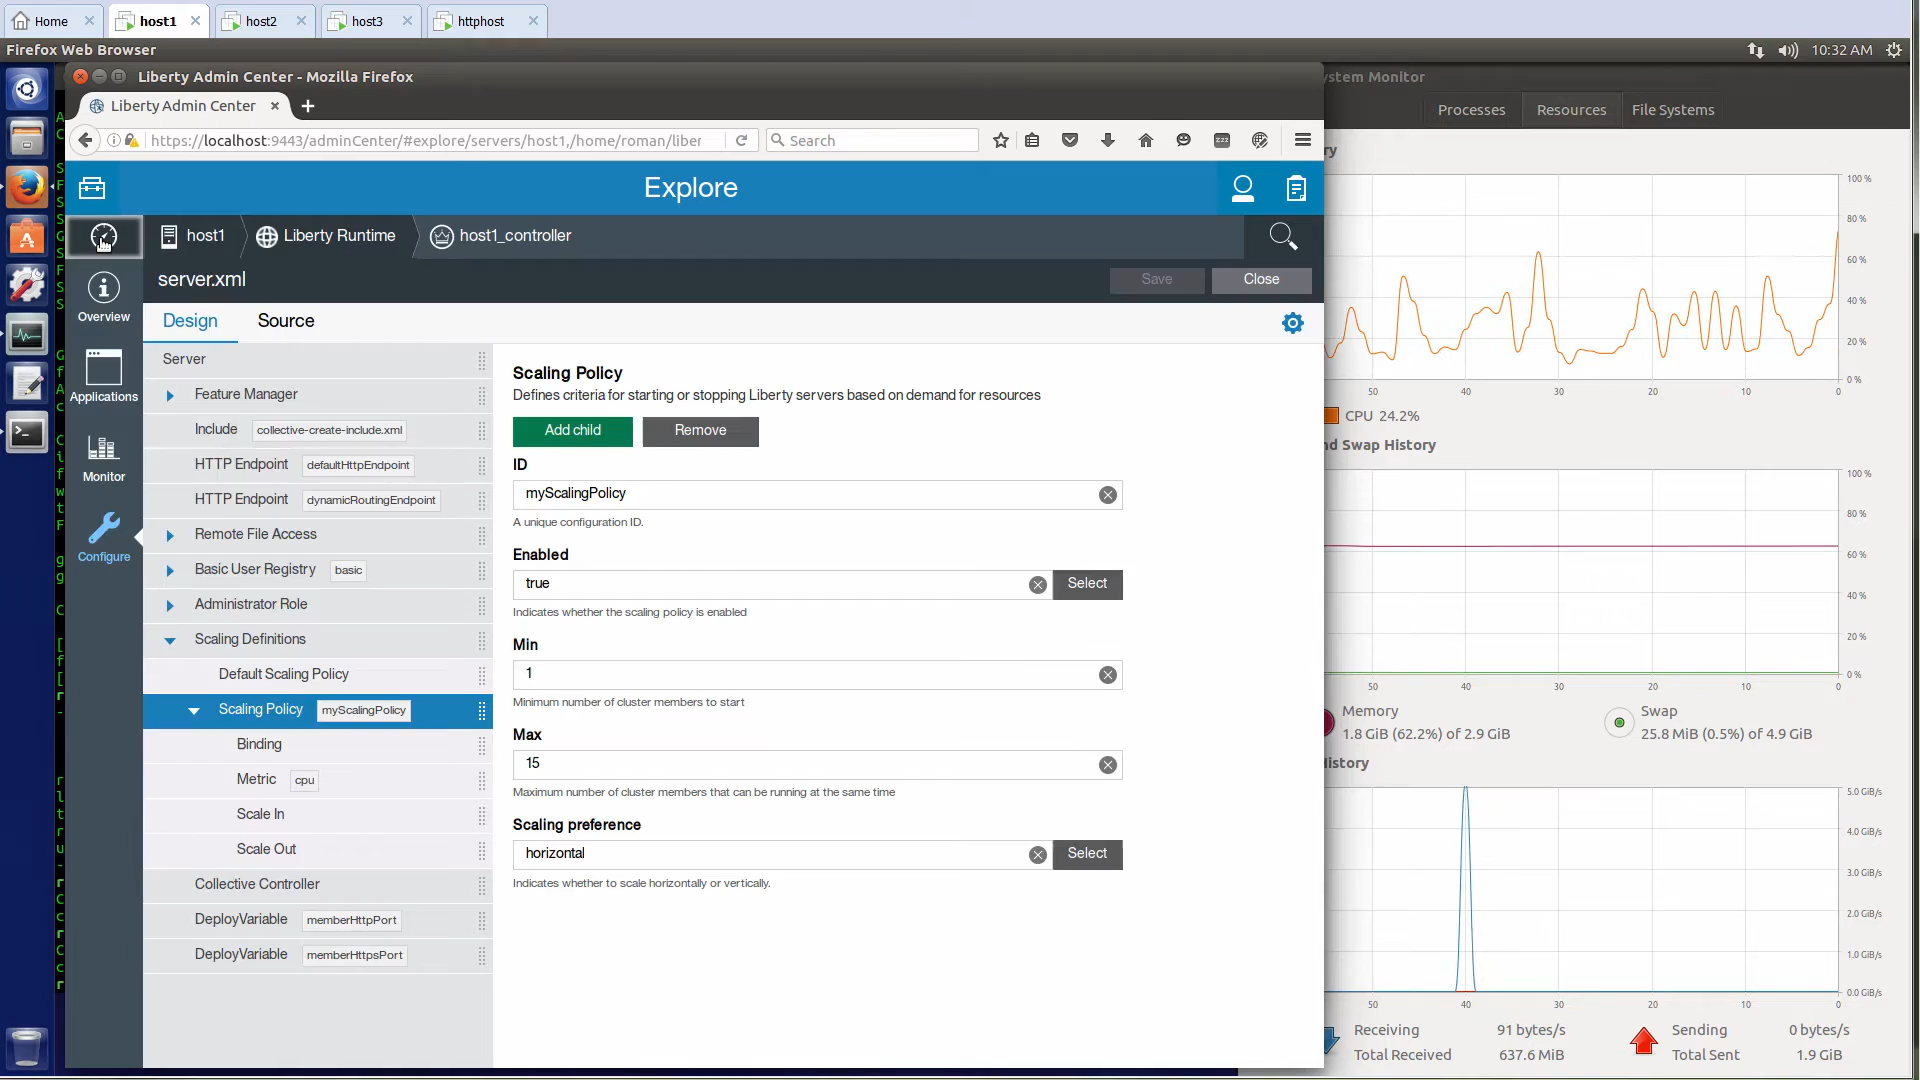 Home
host1
host2
host3
httphost
Firefox Web Browser
10:32 AM
Liberty Admin Center - Mozilla Firefox
Liberty Admin Center
https://localhost:9443/adminCenter/#explore/servers/host1,/home/roman/liber
Search
Explore
host1
Liberty Runtime
host1_controller
server.xml
Save
Close
Overview
Applications
Monitor
Configure
Design
Source
Server
Feature Manager
Include
collective-create-include.xml
HTTP Endpoint
defaultHttpEndpoint
HTTP Endpoint
dynamicRoutingEndpoint
Remote File Access
Basic User Registry
basic
Administrator Role
Scaling Definitions
Default Scaling Policy
Scaling Policy
myScalingPolicy
Binding
Metric
cpu
Scale In
Scale Out
Collective Controller
DeployVariable
memberHttpPort
DeployVariable
memberHttpsPort
Scaling Policy
Defines criteria for starting or stopping Liberty servers based on demand for resources
Add child
Remove
ID
myScalingPolicy
A unique configuration ID.
Enabled
true
Select
Indicates whether the scaling policy is enabled
Min
1
Minimum number of cluster members to start
Max
15
Maximum number of cluster members that can be running at the same time
Scaling preference
horizontal
Select
Indicates whether to scale horizontally or vertically.
ystem Monitor
Processes
Resources
File Systems
ry
100 %
80 %
60 %
40 %
20 %
0 %
50
40
30
20
10
0
CPU 24.2%
nd Swap History
100 %
80 %
60 %
40 %
20 %
0 %
50
40
30
20
10
0
Memory
1.8 GiB (62.2%) of 2.9 GiB
Swap
25.8 MiB (0.5%) of 4.9 GiB
History
5.0 GiB/s
4.0 GiB/s
3.0 GiB/s
2.0 GiB/s
1.0 GiB/s
0.0 GiB/s
50
40
30
20
10
0
Receiving
91 bytes/s
Total Received
637.6 MiB
Sending
0 bytes/s
Total Sent
1.9 GiB